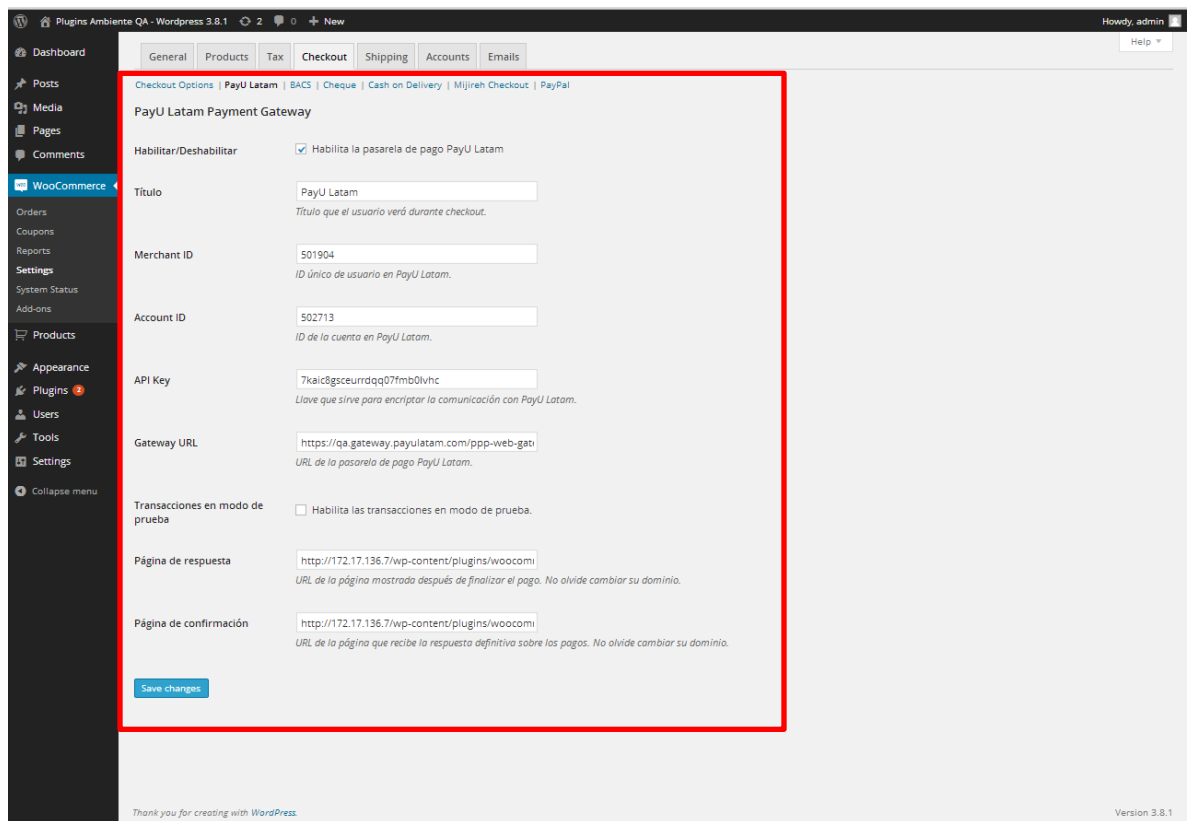 Plugins Ambiente QA - Wordpress 3.8.1 2 0 + New Howdy, admin
Help
Dashboard
Posts
Media
Pages
Comments
WooCommerce
Orders
Coupons
Reports
Settings
System Status
Add-ons
Products
Appearance
Plugins 2
Users
Tools
Settings
Collapse menu
General Products Tax Checkout Shipping Accounts Emails
Checkout Options | PayU Latam | BACS | Cheque | Cash on Delivery | Mijireh Checkout | PayPal
PayU Latam Payment Gateway
Habilitar/Deshabilitar Habilita la pasarela de pago PayU Latam
Título PayU Latam
Título que el usuario verá durante checkout.
Merchant ID 501904
ID único de usuario en PayU Latam.
Account ID 502713
ID de la cuenta en PayU Latam.
API Key 7kaic8gsceurrdqq07fmb0lvhc
Llave que sirve para encriptar la comunicación con PayU Latam.
Gateway URL https://qa.gateway.payulatam.com/ppp-web-gat
URL de la pasarela de pago PayU Latam.
Transacciones en modo de
prueba Habilita las transacciones en modo de prueba.
Página de respuesta http://172.17.136.7/wp-content/plugins/woocom
URL de la página mostrada después de finalizar el pago. No olvide cambiar su dominio.
Página de confirmación http://172.17.136.7/wp-content/plugins/woocom
URL de la página que recibe la respuesta definitiva sobre los pagos. No olvide cambiar su dominio.
Save changes
Thank you for creating with WordPress. Version 3.8.1